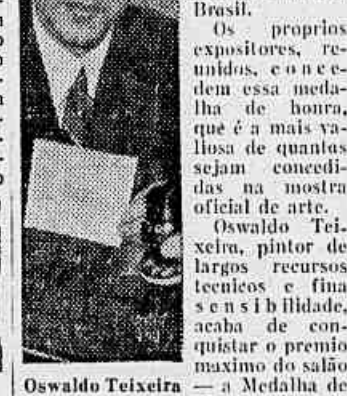 Brasil.
Os proprios
expositores, re-
unidos, conce-
dem essa meda-
lha de honra,
que é a mais va-
liosa de quantas
sejam concedi-
das na mostra
oficial de arte.
Oswaldo Tei-
xeira, pintor de
largos recursos
tecnicos e fina
sensibilidade,
acaba de con-
quistar o premio
maximo do salão
— a Medalha de
Oswaldo Teixeira